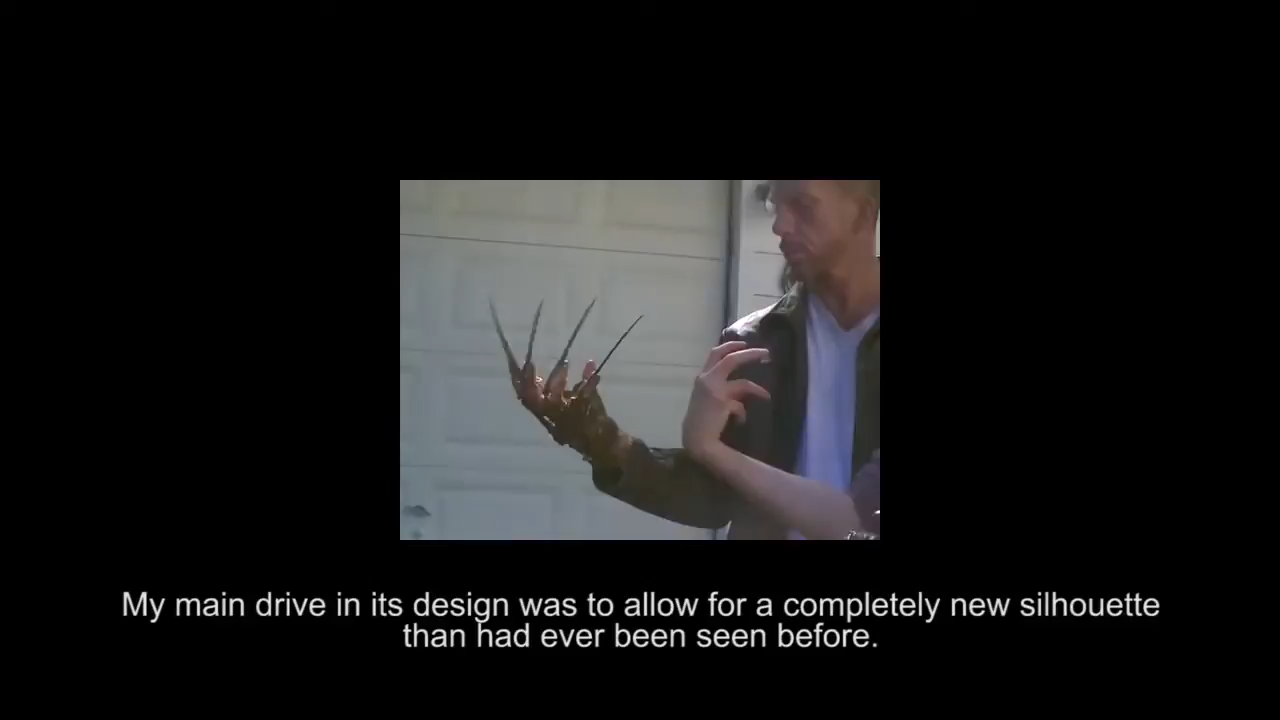 My main drive in its design was to allow for a completely new silhouette
than had ever been seen before.